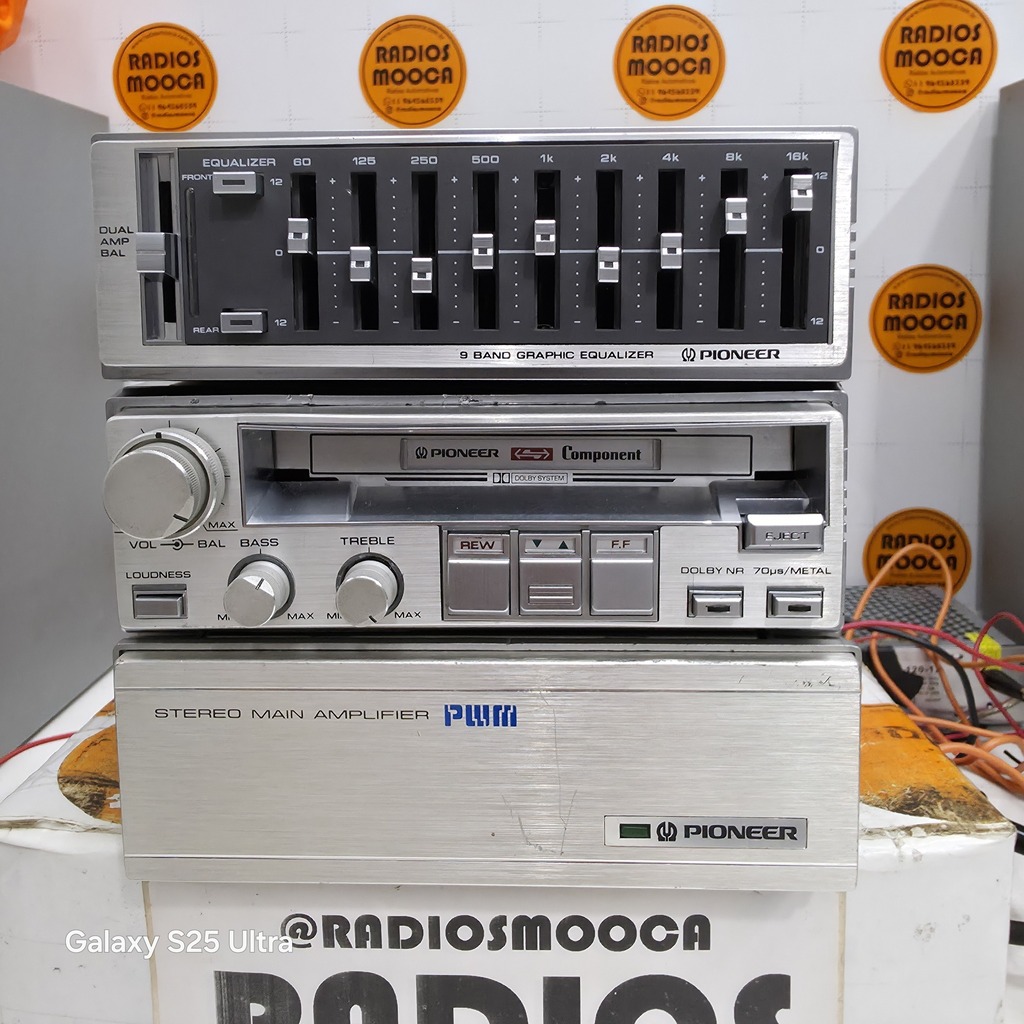 RADIOS
MOOCA
RADIOS
MOOCA
RADIOS
MOOCA
RADIOS
MOOCA
EQUALIZER 60 125 250 500 1k 2k 4k 8k 16k
FRONT 12 12
DUAL
AMP
BAL
0 0
REAR 12 12
9 BAND GRAPHIC EQUALIZER PIONEER
RADIOS
MOOCA
PIONEER Component
DOLBY SYSTEM
MAX
VOL BAL BASS TREBLE
REW ▼ ▲ F.F
EJECT
LOUDNESS
DOLBY NR 70µs/METAL
MAX MAX
RADIOS
MOOCA
STEREO MAIN AMPLIFIER PWM
PIONEER
@RADIOSMOOCA
Galaxy S25 Ultra
RADIOS